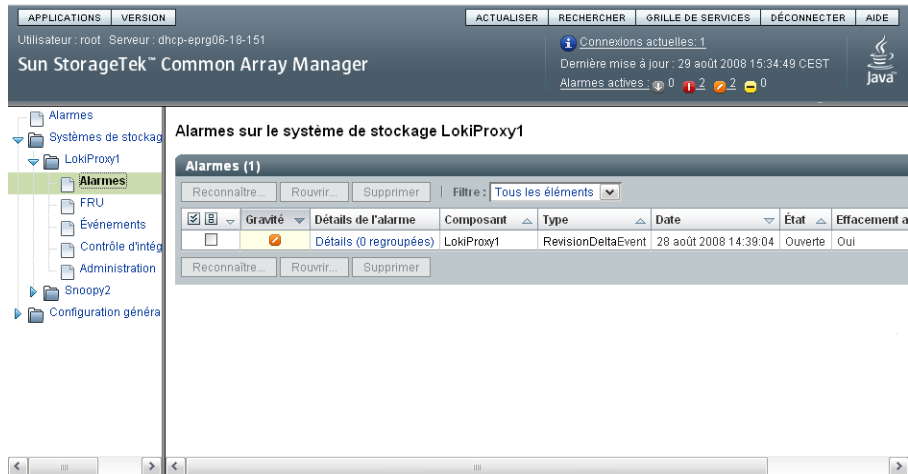 APPLICATIONS VERSION ACTUALISER RECHERCHER GRILLE DE SERVICES DÉCONNECTER AIDE
Utilisateur : root Serveur : dhcp-eprg06-18-151
Sun StorageTek™ Common Array Manager
Connexions actuelles: 1
Dernière mise à jour : 29 août 2008 15:34:49 CEST
Alarmes actives : 0 2 2 0
Java™
Alarmes
Systèmes de stockag
LokiProxy1
Alarmes
FRU
Événements
Contrôle d'intég
Administration
Snoopy2
Configuration généra
Alarmes sur le système de stockage LokiProxy1
Alarmes (1)
Reconnaître... Rouvrir... Supprimer Filtre : Tous les éléments
Gravité Détails de l'alarme Composant Type Date État Effacement a
Détails (0 regroupées) LokiProxy1 RevisionDeltaEvent 28 août 2008 14:39:04 Ouverte Oui
Reconnaître... Rouvrir... Supprimer